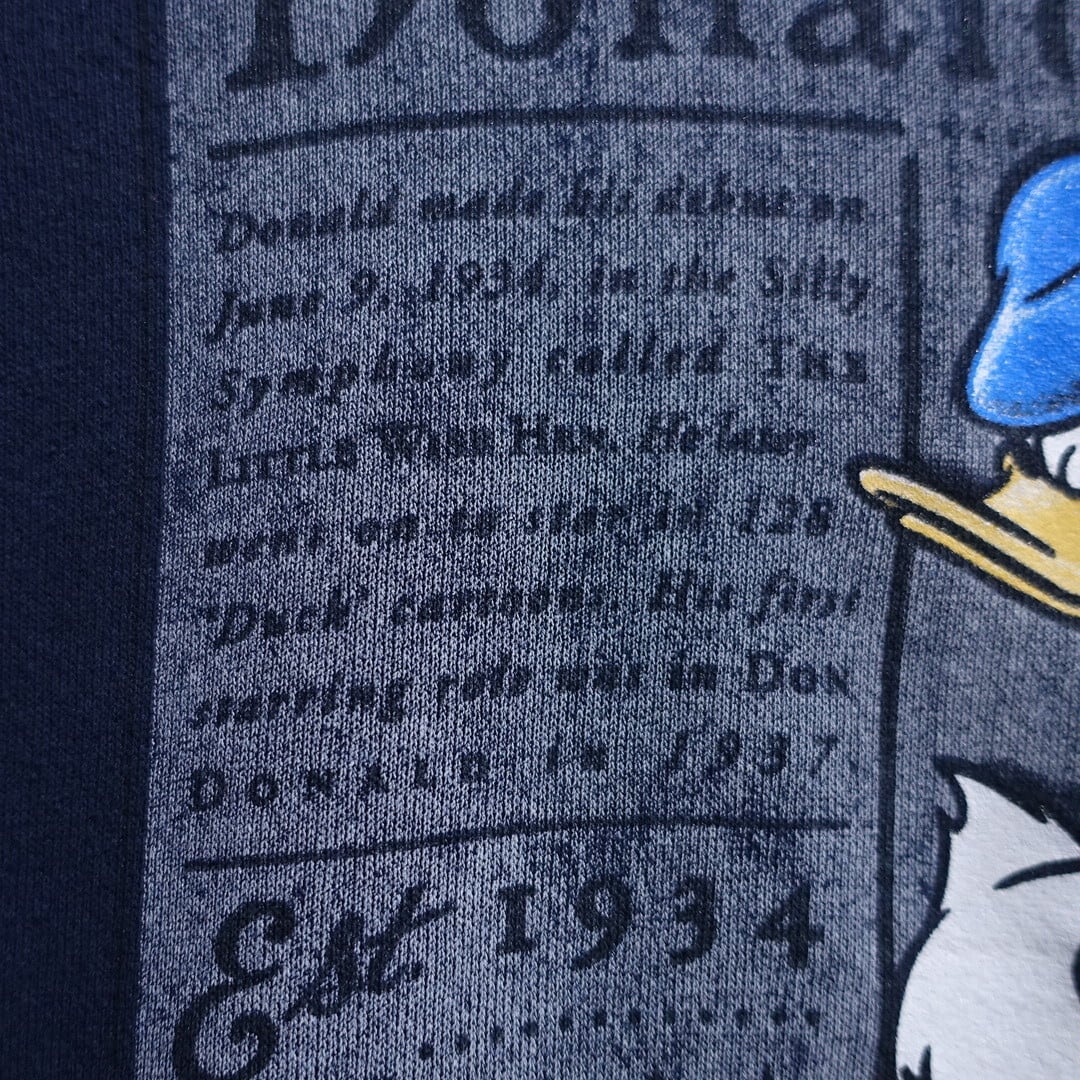 Donald
Donald made his debut on
June 9, 1934, in the Silly
Symphony called THE
LITTLE WISE HEN. He later
went on to star in 128
'Duck' cartoons. His first
starring role was in DON
DONALD IN 1937
Est. 1934